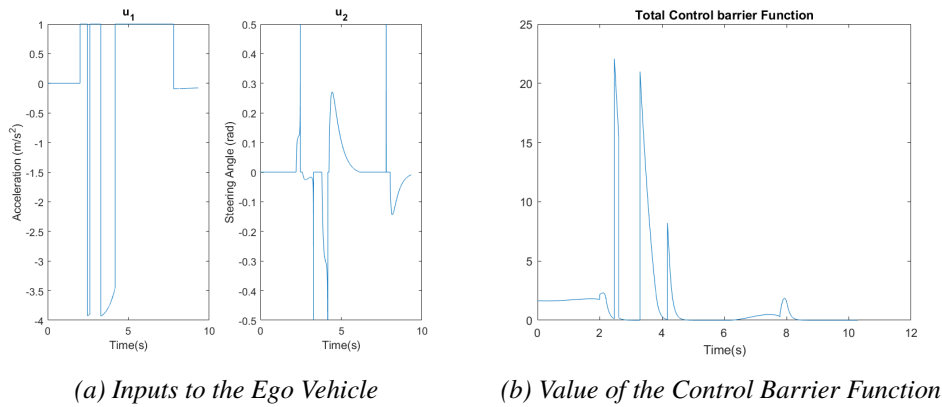 u1
Acceleration (m/s2)
1
0.5
0
-0.5
-1
-1.5
-2
-2.5
-3
-3.5
-4
0 5 10
Time(s)
u2
Steering Angle (rad)
0.5
0.4
0.3
0.2
0.1
0
-0.1
-0.2
-0.3
-0.4
-0.5
0 5 10
Time(s)
(a) Inputs to the Ego Vehicle
Total Control barrier Function
25
20
15
10
5
0
0 2 4 6 8 10 12
Time(s)
(b) Value of the Control Barrier Function